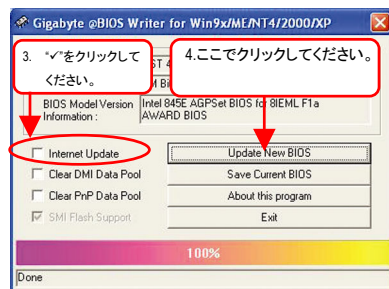 Gigabyte @BIOS Writer for Win9x/ME/NT4/2000/XP
3. “✓”をクリックして
ください。
4.ここでクリックしてください。
BIOS Model Version
Information :
Intel 845E AGPSet BIOS for 8IEML F1a
AWARD BIOS
Internet Update
Update New BIOS
Clear DMI Data Pool
Save Current BIOS
Clear PnP Data Pool
About this program
SMI Flash Support
Exit
100%
Done